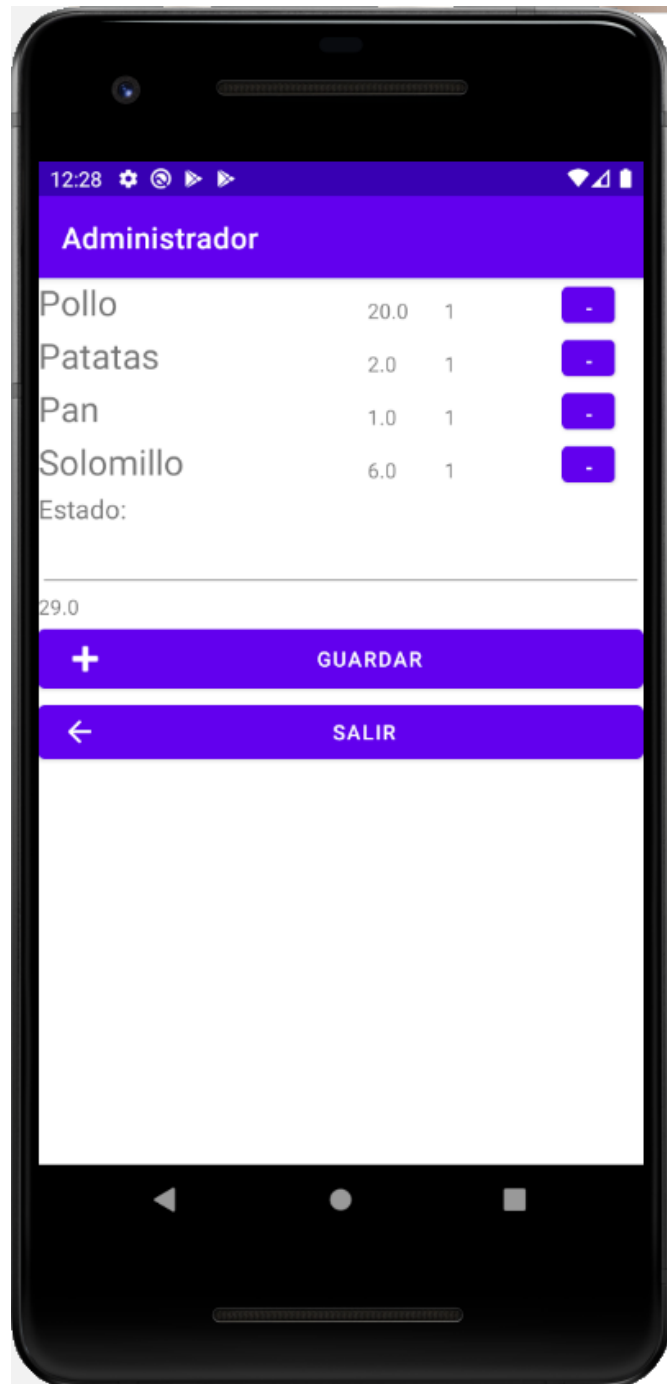 12:28
Administrador
Pollo 20.0 1 -
Patatas 2.0 1 -
Pan 1.0 1 -
Solomillo 6.0 1 -
Estado:
29.0
GUARDAR
SALIR